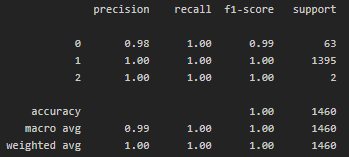 precision recall f1-score support
0 0.98 1.00 0.99 63
1 1.00 1.00 1.00 1395
2 1.00 1.00 1.00 2
accuracy 1.00 1460
macro avg 0.99 1.00 1.00 1460
weighted avg 1.00 1.00 1.00 1460